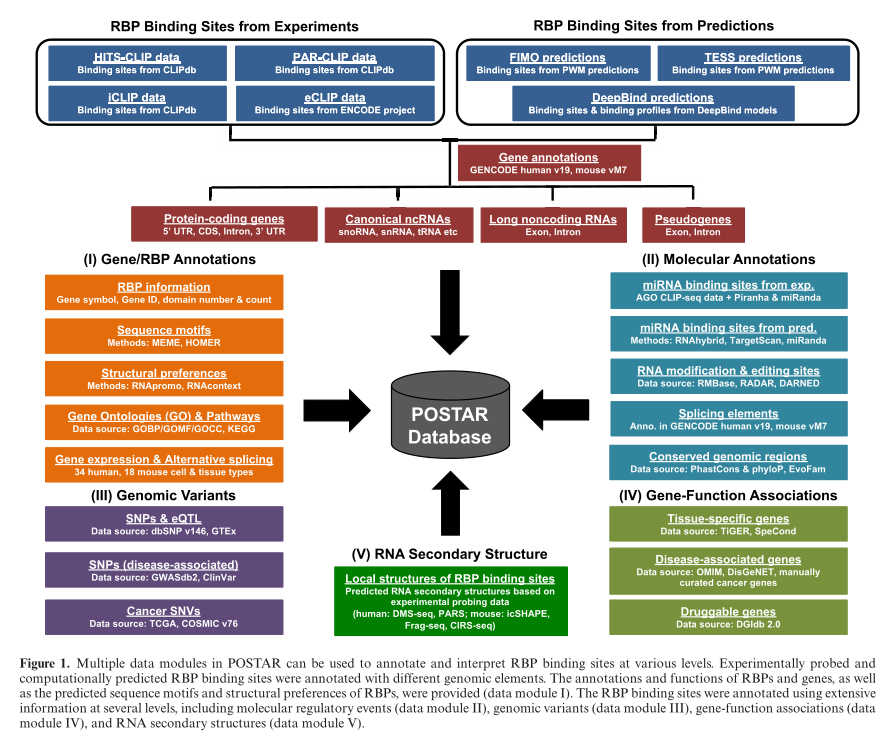 RBP Binding Sites from Experiments
RBP Binding Sites from Predictions
HITS-CLIP data
Binding sites from CLIPdb
PAR-CLIP data
Binding sites from CLIPdb
iCLIP data
Binding sites from CLIPdb
eCLIP data
Binding sites from ENCODE project
FIMO predictions
Binding sites from PWM predictions
TESS predictions
Binding sites from PWM predictions
DeepBind predictions
Binding sites & binding profiles from DeepBind models
Gene annotations
GENCODE human v19, mouse vM7
Protein-coding genes
5' UTR, CDS, Intron, 3' UTR
Canonical ncRNAs
snoRNA, snRNA, tRNA etc
Long noncoding RNAs
Exon, Intron
Pseudogenes
Exon, Intron
(I) Gene/RBP Annotations
RBP information
Gene symbol, Gene ID, domain number & count
Sequence motifs
Methods: MEME, HOMER
Structural preferences
Methods: RNApromo, RNAcontext
Gene Ontologies (GO) & Pathways
Data source: GOBP/GOMF/GOCC, KEGG
Gene expression & Alternative splicing
34 human, 18 mouse cell & tissue types
(II) Molecular Annotations
miRNA binding sites from exp.
AGO CLIP-seq data + Piranha & miRanda
miRNA binding sites from pred.
Methods: RNAhybrid, TargetScan, miRanda
RNA modification & editing sites
Data source: RMBase, RADAR, DARNED
Splicing elements
Anno. in GENCODE human v19, mouse vM7
Conserved genomic regions
Data source: PhastCons & phyloP, EvoFam
POSTAR
Database
(III) Genomic Variants
SNPs & eQTL
Data source: dbSNP v146, GTEx
SNPs (disease-associated)
Data source: GWASdb2, ClinVar
Cancer SNVs
Data source: TCGA, COSMIC v76
(V) RNA Secondary Structure
Local structures of RBP binding sites
Predicted RNA secondary structures based on
experimental probing data
(human: DMS-seq, PARS; mouse: icSHAPE,
Frag-seq, CIRS-seq)
(IV) Gene-Function Associations
Tissue-specific genes
Data source: TiGER, SpeCond
Disease-associated genes
Data source: OMIM, DisGeNET, manually
curated cancer genes
Druggable genes
Data source: DGIdb 2.0
Figure 1. Multiple data modules in POSTAR can be used to annotate and interpret RBP binding sites at various levels. Experimentally probed and
computationally predicted RBP binding sites were annotated with different genomic elements. The annotations and functions of RBPs and genes, as well
as the predicted sequence motifs and structural preferences of RBPs, were provided (data module I). The RBP binding sites were annotated using extensive
information at several levels, including molecular regulatory events (data module II), genomic variants (data module III), gene-function associations (data
module IV), and RNA secondary structures (data module V).